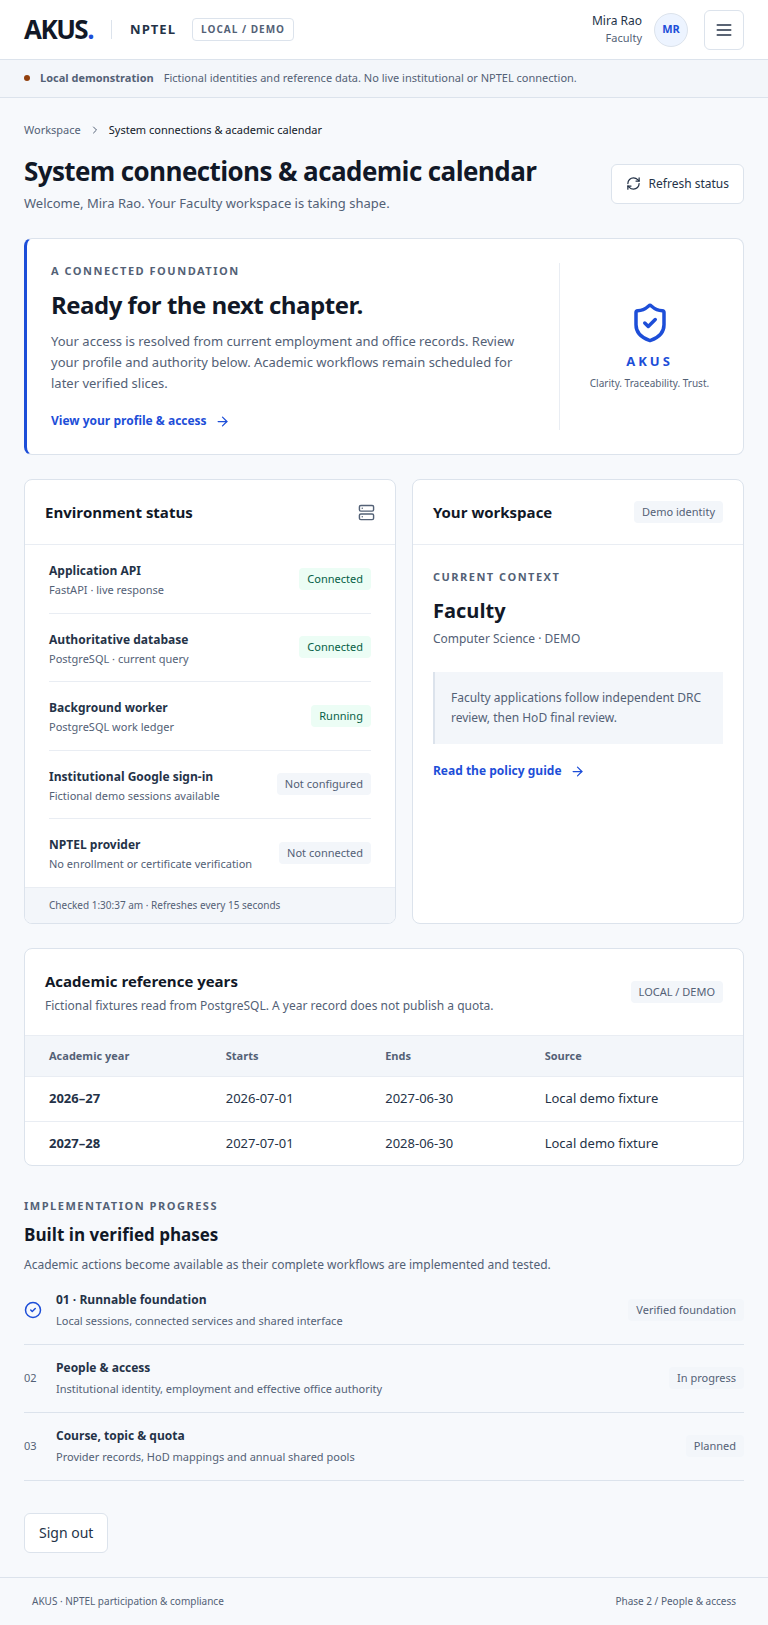 AKUS.
NPTEL
LOCAL / DEMO
Mira Rao
Faculty
MR
Local demonstration Fictional identities and reference data. No live institutional or NPTEL connection.
Workspace
System connections & academic calendar
System connections & academic calendar
Welcome, Mira Rao. Your Faculty workspace is taking shape.
Refresh status
A CONNECTED FOUNDATION
Ready for the next chapter.
Your access is resolved from current employment and office records. Review
your profile and authority below. Academic workflows remain scheduled for
later verified slices.
View your profile & access
AKUS
Clarity. Traceability. Trust.
Environment status
Application API
FastAPI · live response
Connected
Authoritative database
PostgreSQL · current query
Connected
Background worker
PostgreSQL work ledger
Running
Institutional Google sign-in
Fictional demo sessions available
Not configured
NPTEL provider
No enrollment or certificate verification
Not connected
Checked 1:30:37 am · Refreshes every 15 seconds
Your workspace
Demo identity
CURRENT CONTEXT
Faculty
Computer Science · DEMO
Faculty applications follow independent DRC
review, then HoD final review.
Read the policy guide
Academic reference years
Fictional fixtures read from PostgreSQL. A year record does not publish a quota.
LOCAL / DEMO
Academic year Starts Ends Source
2026–27 2026-07-01 2027-06-30 Local demo fixture
2027–28 2027-07-01 2028-06-30 Local demo fixture
IMPLEMENTATION PROGRESS
Built in verified phases
Academic actions become available as their complete workflows are implemented and tested.
01 · Runnable foundation
Local sessions, connected services and shared interface
Verified foundation
02
People & access
Institutional identity, employment and effective office authority
In progress
03
Course, topic & quota
Provider records, HoD mappings and annual shared pools
Planned
Sign out
AKUS · NPTEL participation & compliance
Phase 2 / People & access